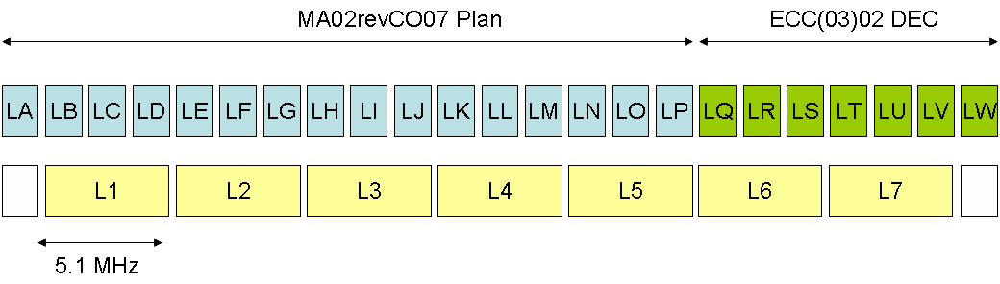 MA02revCO07 Plan ECC(03)02 DEC
LA LB LC LD LE LF LG LH LI LJ LK LL LM LN LO LP LQ LR LS LT LU LV LW
L1 L2 L3 L4 L5 L6 L7
5.1 MHz